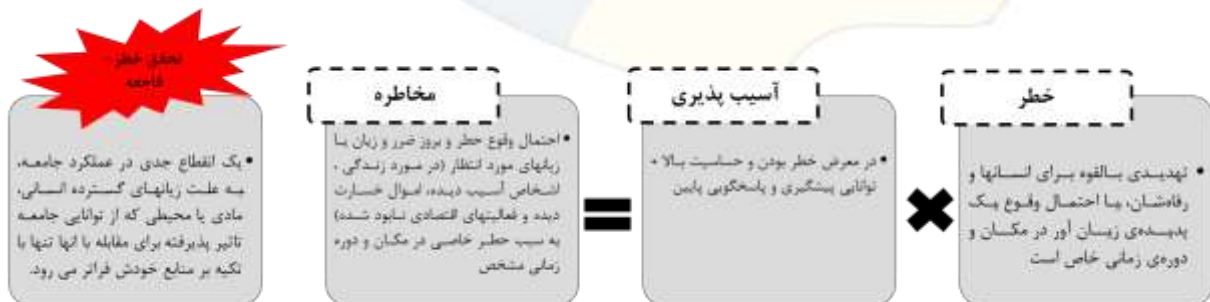 خطر
• تهدیدی بالقوه برای انسانها و
رفاه‌شان، یا احتمال وقوع یک
پدیده‌ی زیان آور در مکان و
دوره‌ی زمانی خاص است
آسیب پذیری
• در معرض خطر بودن و حساسیت بالا +
توانایی پیشگیری و پاسخگویی پایین
مخاطره
• احتمال وقوع خطر و بروز ضرر و زیان یا
زیانهای مورد انتظار (در مورد زندگی ،
اشخاص آسیب دیده، اموال خسارت
دیده و فعالیتهای اقتصادی نابود شده)
به سبب خطر خاصی در مکان و دوره
زمانی مشخص
تحقق خطر -
فاجعه
• یک انقطاع جدی در عملکرد جامعه،
به علت زیانهای گسترده انسانی،
مادی یا محیطی که از توانایی جامعه
تاثیر پذیرفته برای مقابله با انها تنها با
تکیه بر منابع خودش فراتر می رود.